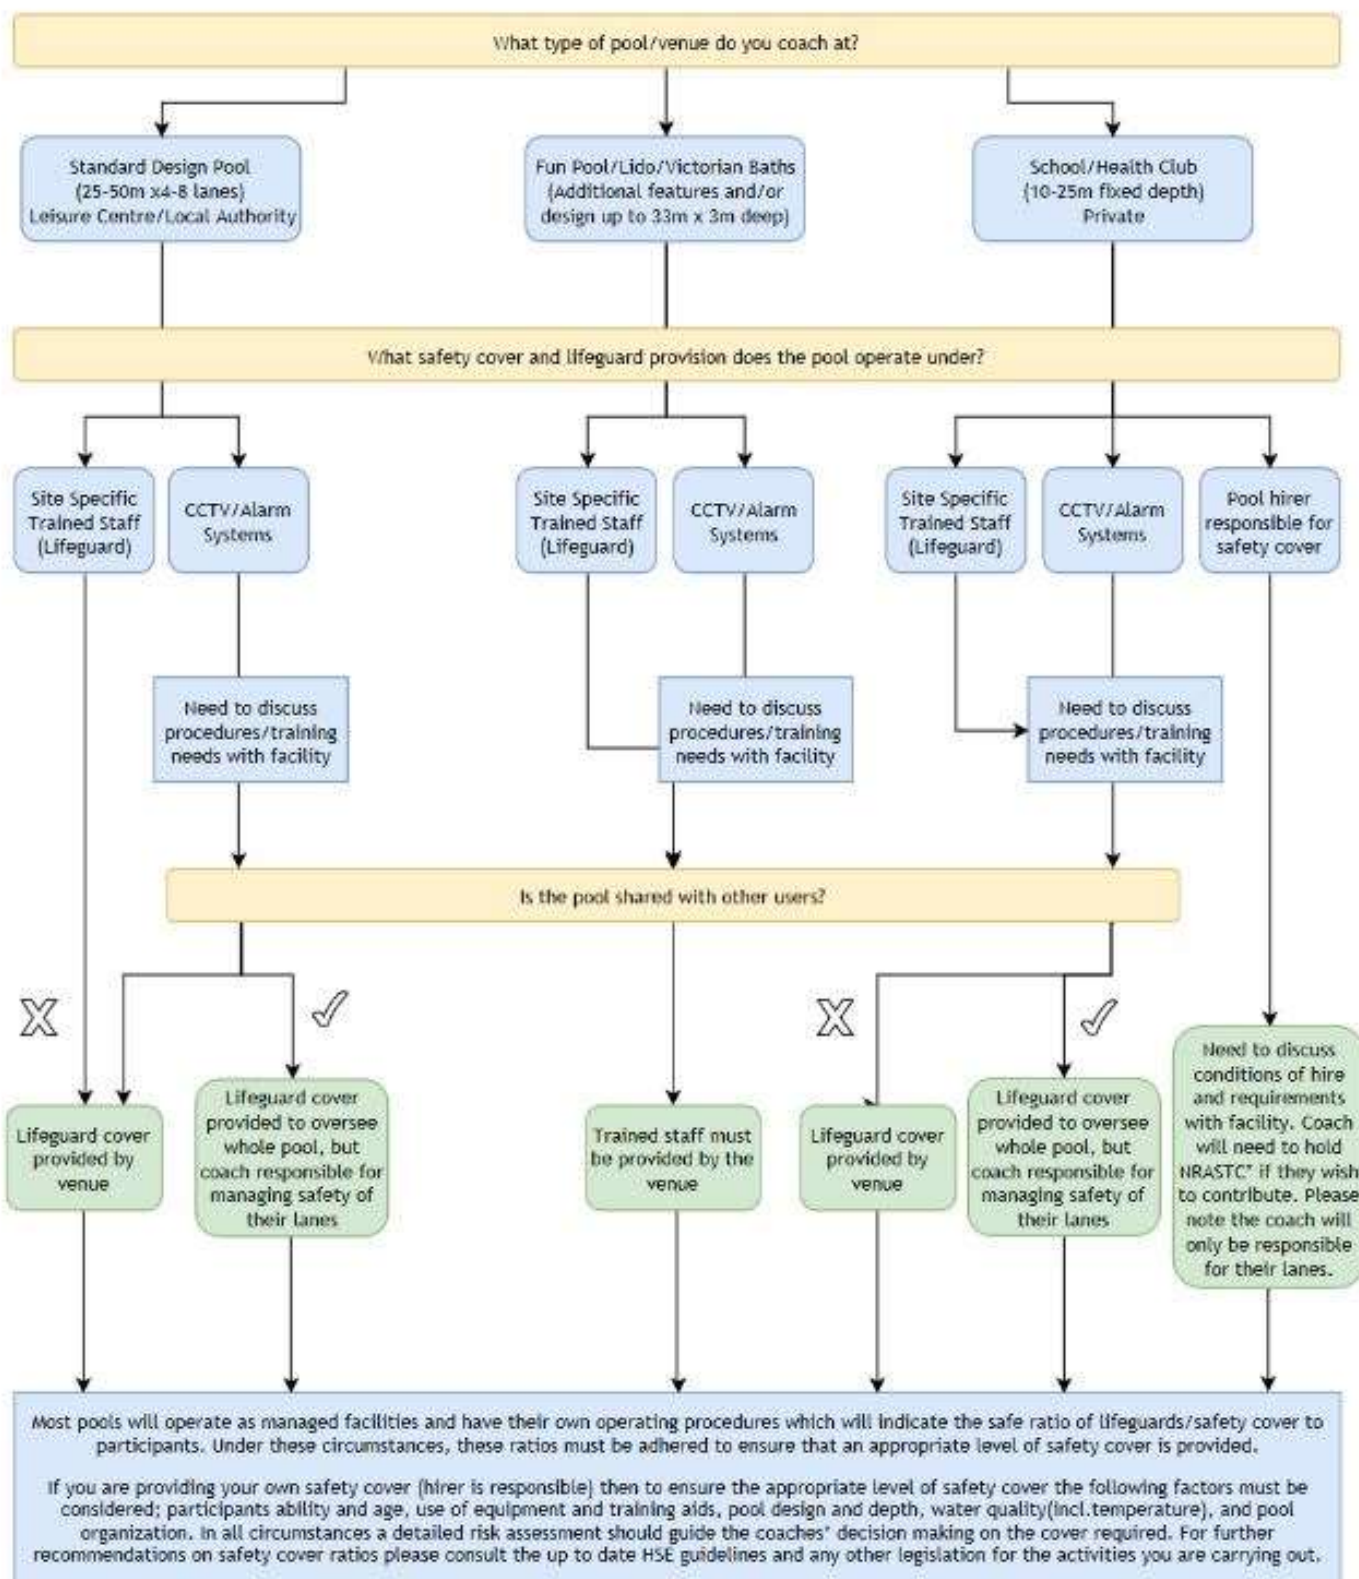 What type of pool/venue do you coach at?
Standard Design Pool
(25-50m x4-8 lanes)
Leisure Centre/Local Authority
Fun Pool/Lido/Victorian Baths
(Additional features and/or
design up to 33m x 3m deep)
School/Health Club
(10-25m fixed depth)
Private
What safety cover and lifeguard provision does the pool operate under?
Site Specific
Trained Staff
(Lifeguard)
CCTV/Alarm
Systems
Site Specific
Trained Staff
(Lifeguard)
CCTV/Alarm
Systems
Site Specific
Trained Staff
(Lifeguard)
CCTV/Alarm
Systems
Pool hirer
responsible for
safety cover
Need to discuss
procedures/training
needs with facility
Need to discuss
procedures/training
needs with facility
Need to discuss
procedures/training
needs with facility
Is the pool shared with other users?
Lifeguard cover
provided by
venue
Lifeguard cover
provided to oversee
whole pool, but
coach responsible for
managing safety of
their lanes
Trained staff must
be provided by the
venue
Lifeguard cover
provided by
venue
Lifeguard cover
provided to oversee
whole pool, but
coach responsible for
managing safety of
their lanes
Need to discuss
conditions of hire
and requirements
with facility. Coach
will need to hold
NRASTC* if they wish
to contribute. Please
note the coach will
only be responsible
for their lanes.
Most pools will operate as managed facilities and have their own operating procedures which will indicate the safe ratio of lifeguards/safety cover to
participants. Under these circumstances, these ratios must be adhered to ensure that an appropriate level of safety cover is provided.
If you are providing your own safety cover (hirer is responsible) then to ensure the appropriate level of safety cover the following factors must be
considered; participants ability and age, use of equipment and training aids, pool design and depth, water quality(incl.temperature), and pool
organization. In all circumstances a detailed risk assessment should guide the coaches' decision making on the cover required. For further
recommendations on safety cover ratios please consult the up to date HSE guidelines and any other legislation for the activities you are carrying out.